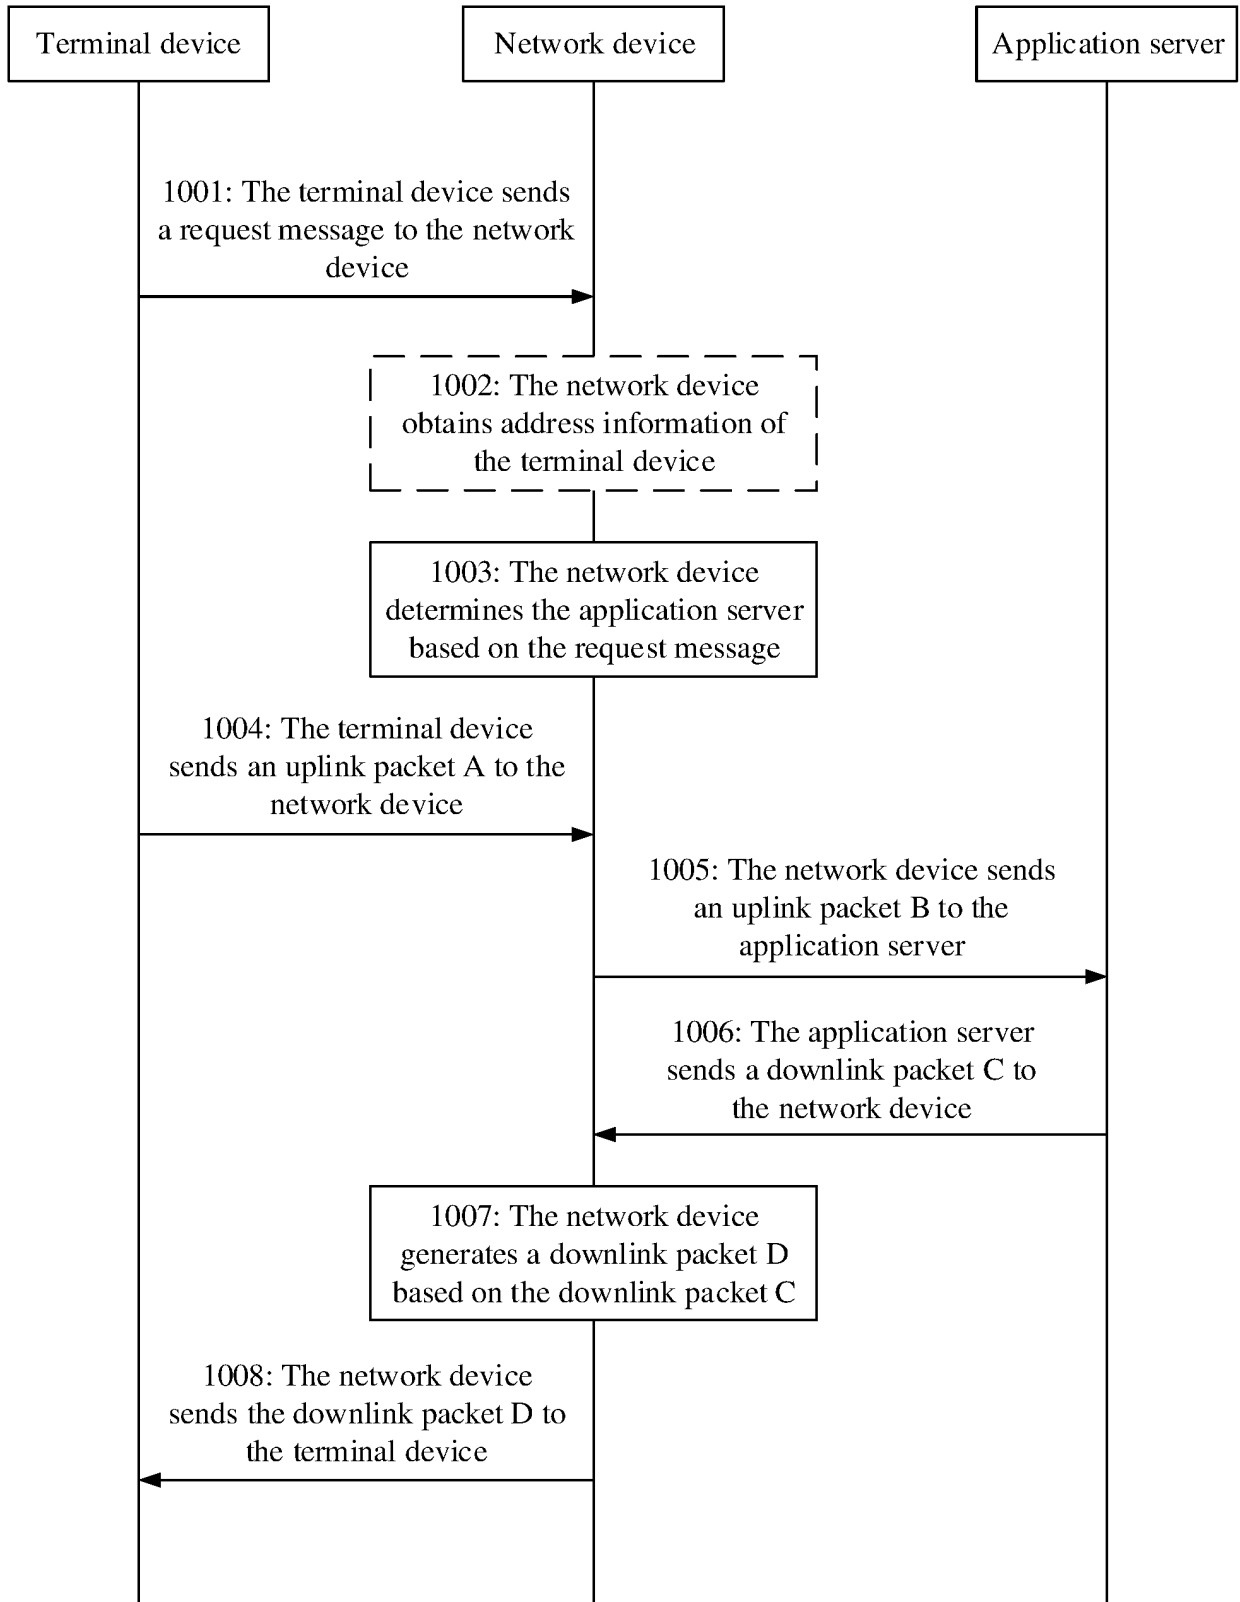 Terminal device
Network device
Application server
1001: The terminal device sends
a request message to the network
device
1002: The network device
obtains address information of
the terminal device
1003: The network device
determines the application server
based on the request message
1004: The terminal device
sends an uplink packet A to the
network device
1005: The network device sends
an uplink packet B to the
application server
1006: The application server
sends a downlink packet C to
the network device
1007: The network device
generates a downlink packet D
based on the downlink packet C
1008: The network device
sends the downlink packet D to
the terminal device